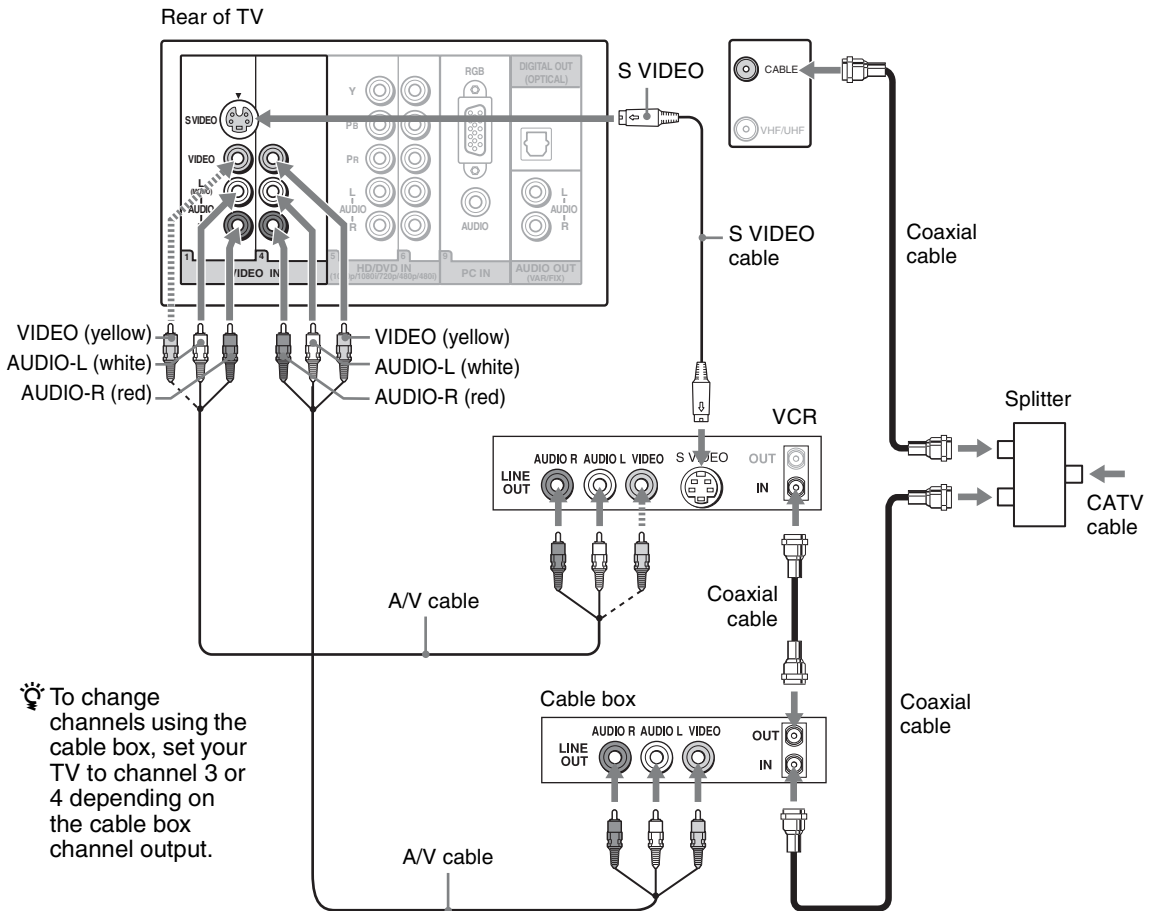 Rear of TV
S VIDEO
VIDEO
L
(MONO)
AUDIO
1
4
VIDEO IN
Y
PB
PR
L
AUDIO
R
5
6
HD/DVD IN
(1080p/1080i/720p/480p/480i)
RGB
AUDIO
9
PC IN
DIGITAL OUT
(OPTICAL)
L
AUDIO
R
AUDIO OUT
(VAR/FIX)
S VIDEO
CABLE
VHF/UHF
S VIDEO
cable
Coaxial
cable
VIDEO (yellow)
AUDIO-L (white)
AUDIO-R (red)
VIDEO (yellow)
AUDIO-L (white)
AUDIO-R (red)
Splitter
CATV
cable
VCR
LINE
OUT
AUDIO R AUDIO L VIDEO
S VIDEO
OUT
IN
A/V cable
Coaxial
cable
Coaxial
cable
To change
channels using the
cable box, set your
TV to channel 3 or
4 depending on
the cable box
channel output.
Cable box
LINE
OUT
AUDIO R AUDIO L VIDEO
OUT
IN
A/V cable